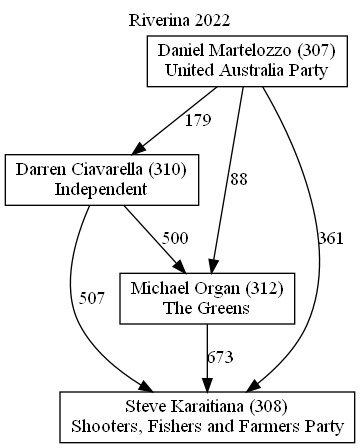 Riverina 2022
Daniel Martelozzo (307)
United Australia Party
179
Darren Ciavarella (310)
Independent
88
361
500
507
Michael Organ (312)
The Greens
673
Steve Karaitiana (308)
Shooters, Fishers and Farmers Party